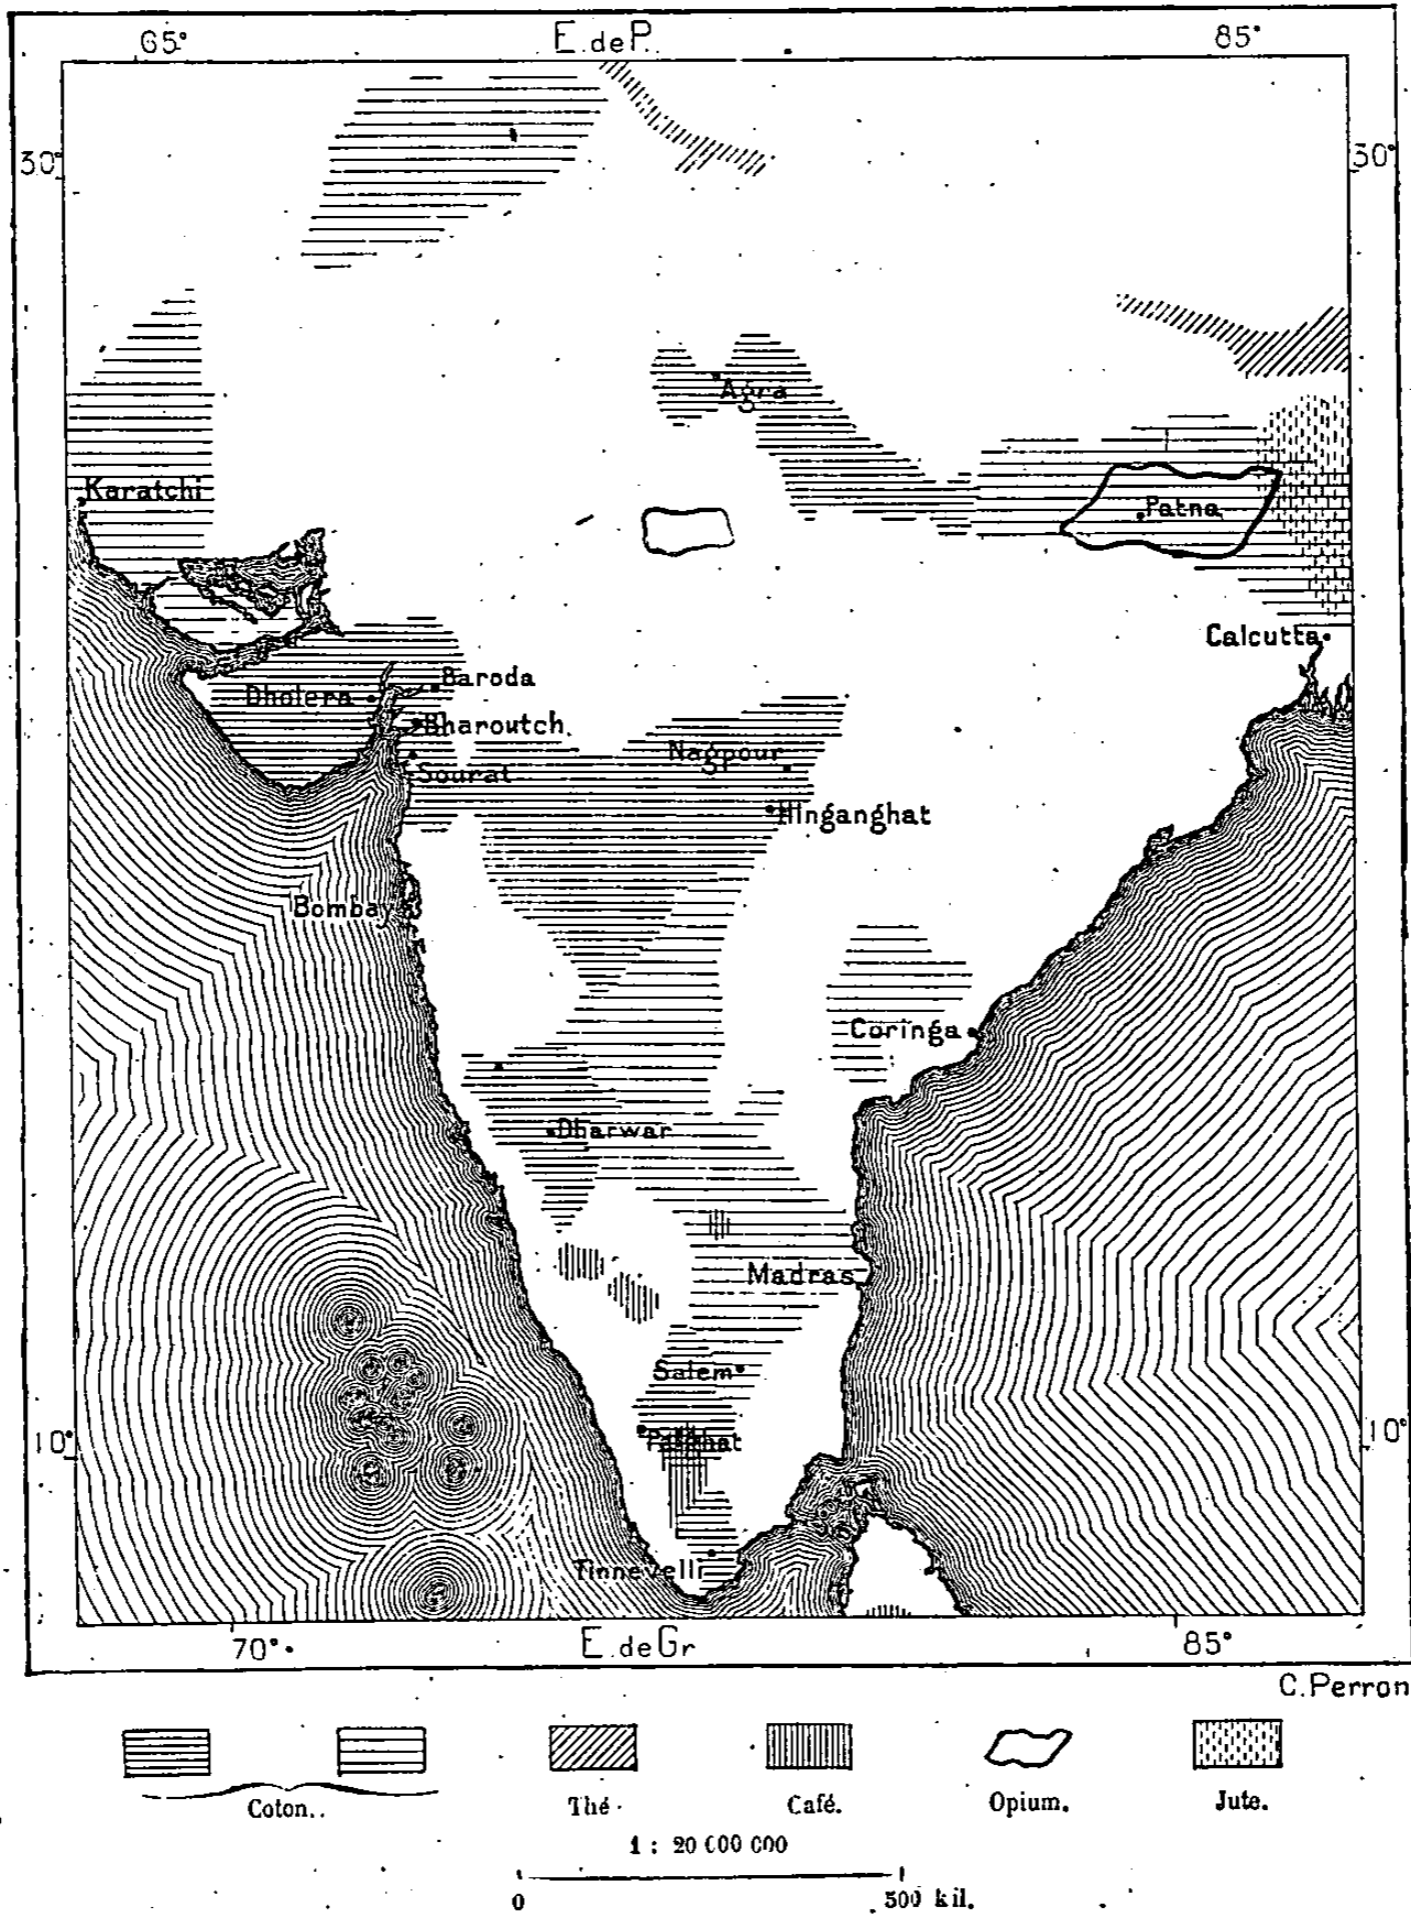 65° E. de P. 85°
30° 30°
Agra
Karatchi
Patna
Calcutta
Baroda
Dholera
Bharoutch.
Nagpour
Sourat
Hinganghat
Bombay
Coringa
Dharwar
Madras
Salem
10° 10°
Tinnevelli
70° E. de Gr 85°
C. Perron
Coton. Thé Café. Opium. Jute.
1 : 20 000 000
0 500 kil.